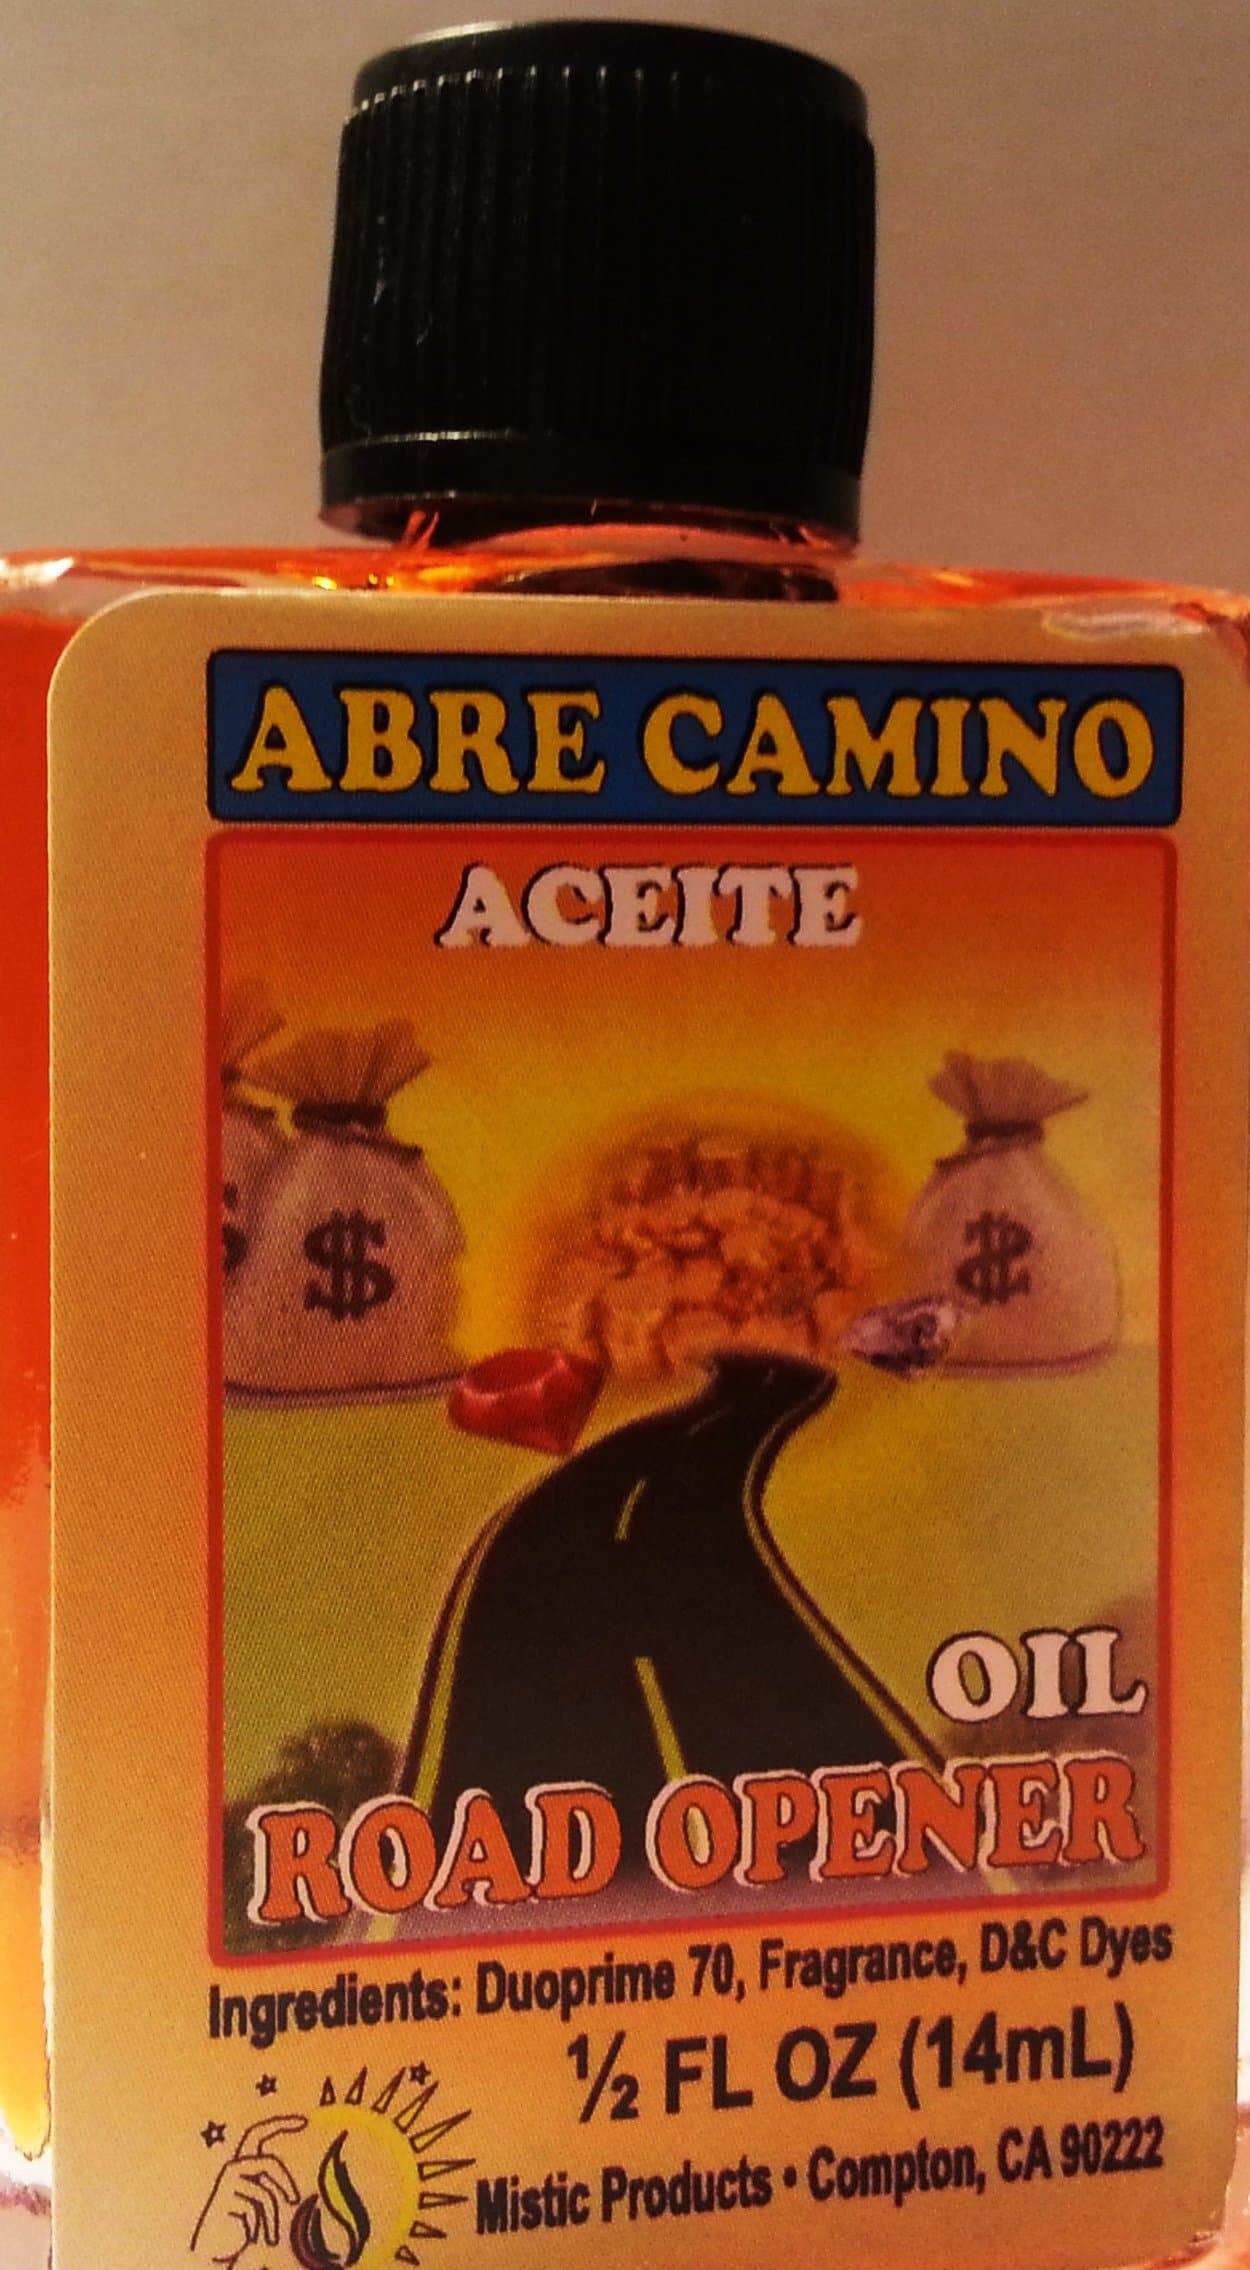 ABRE CAMINO
ACEITE
$ $
$
OIL
ROAD OPENER
Ingredients: Duoprime 70, Fragrance, D&C Dyes
½ FL OZ (14mL)
Mistic Products • Compton, CA 90222